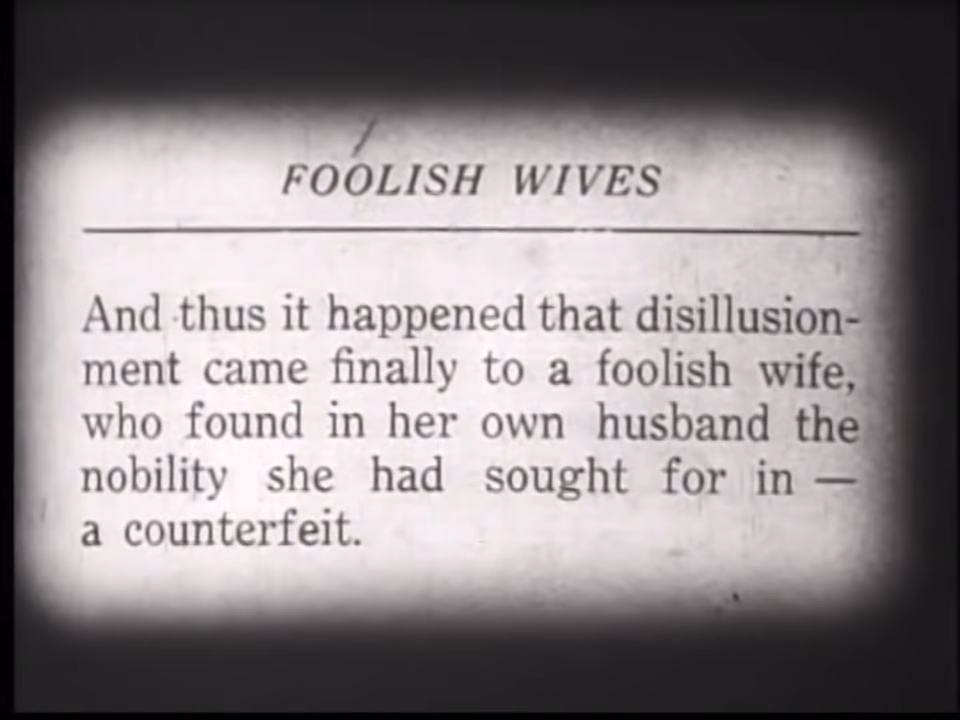 FOOLISH WIVES
And thus it happened that disillusion-
ment came finally to a foolish wife,
who found in her own husband the
nobility she had sought for in —
a counterfeit.